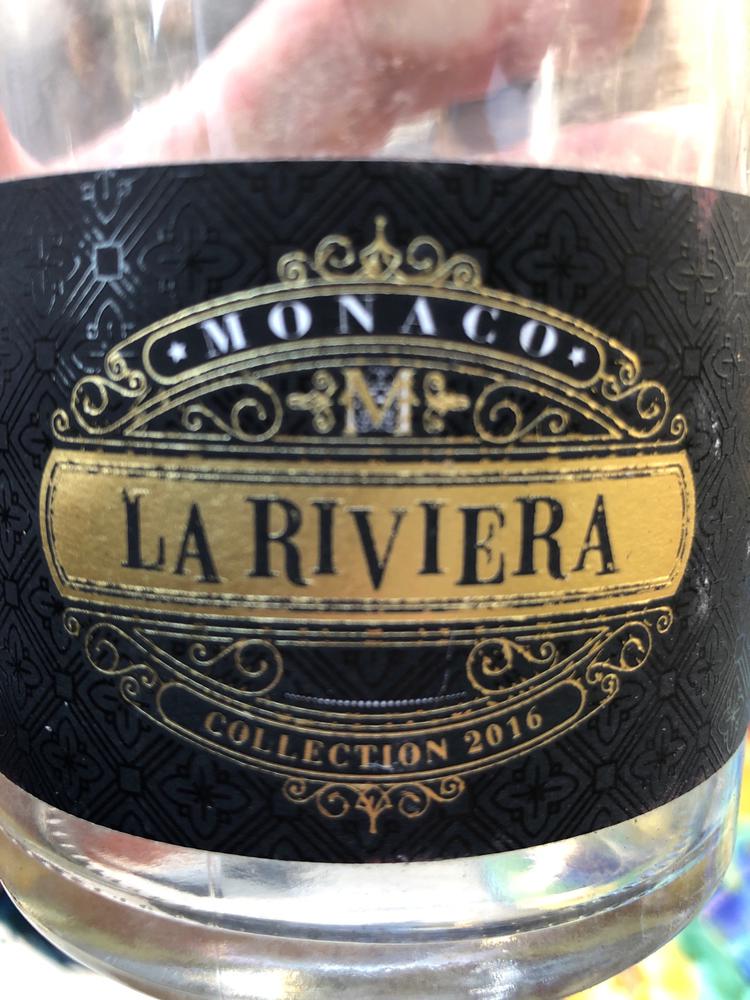 MONACO
M
LA RIVIERA
COLLECTION 2016